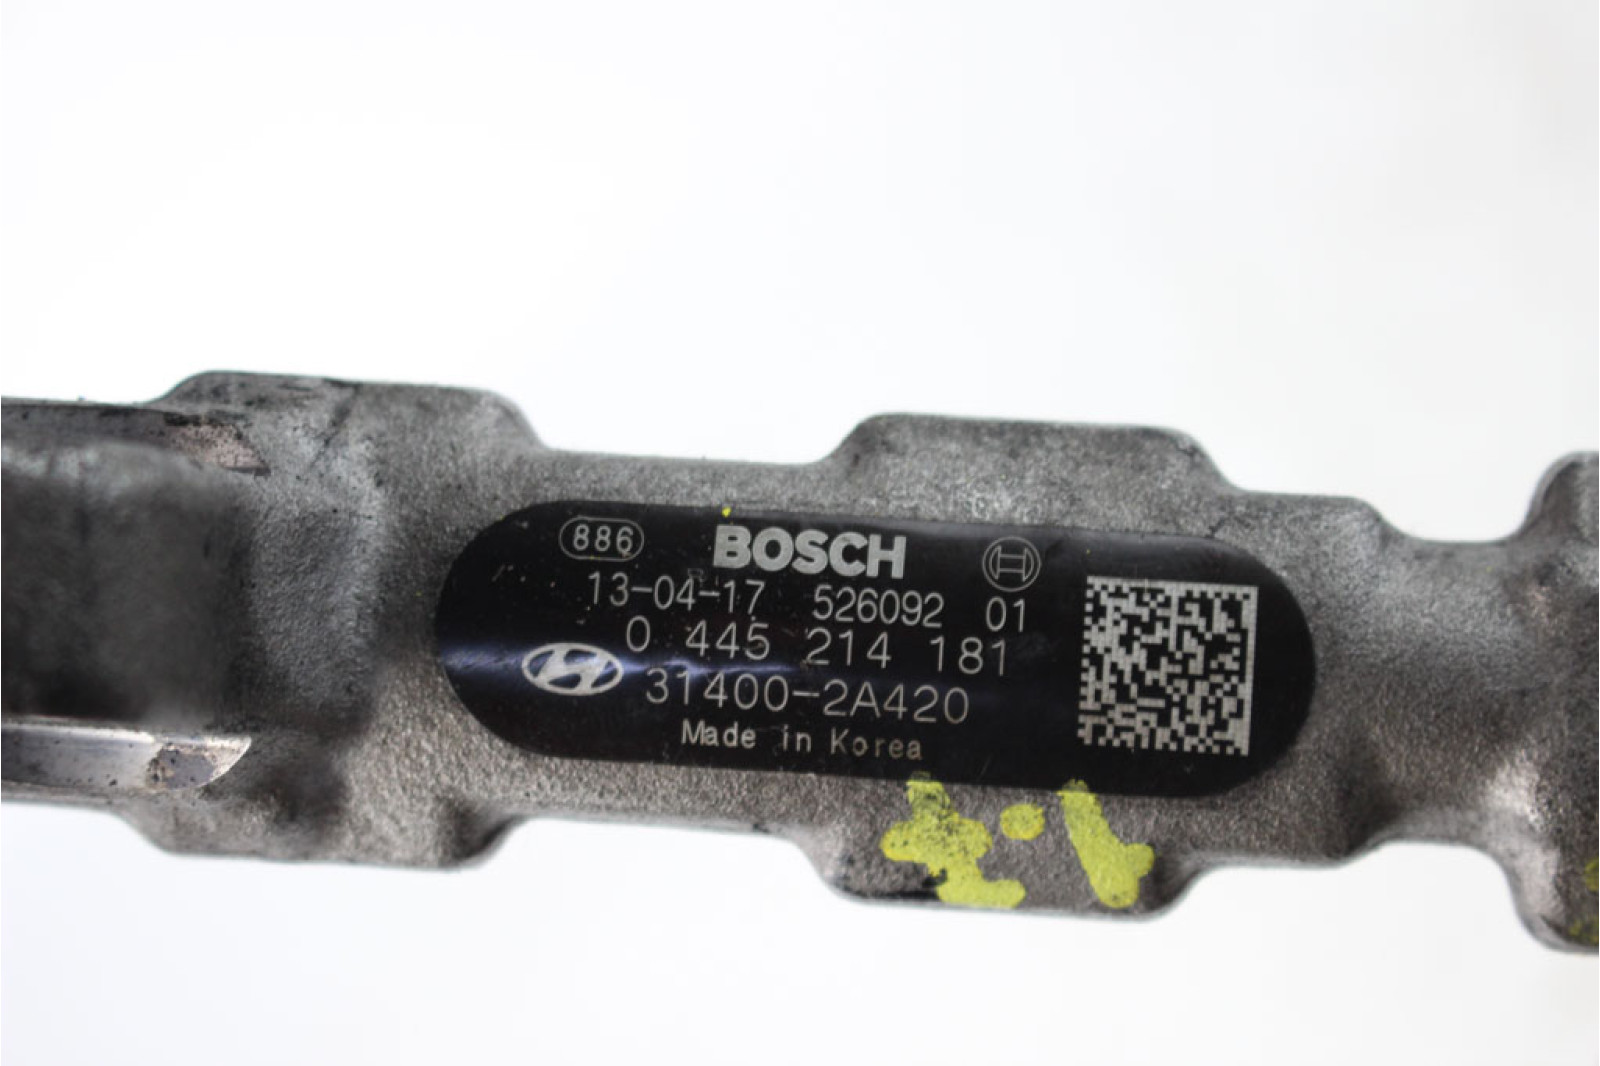 886 BOSCH
13-04-17 526092 01
0 445 214 181
31400-2A420
Made in Korea